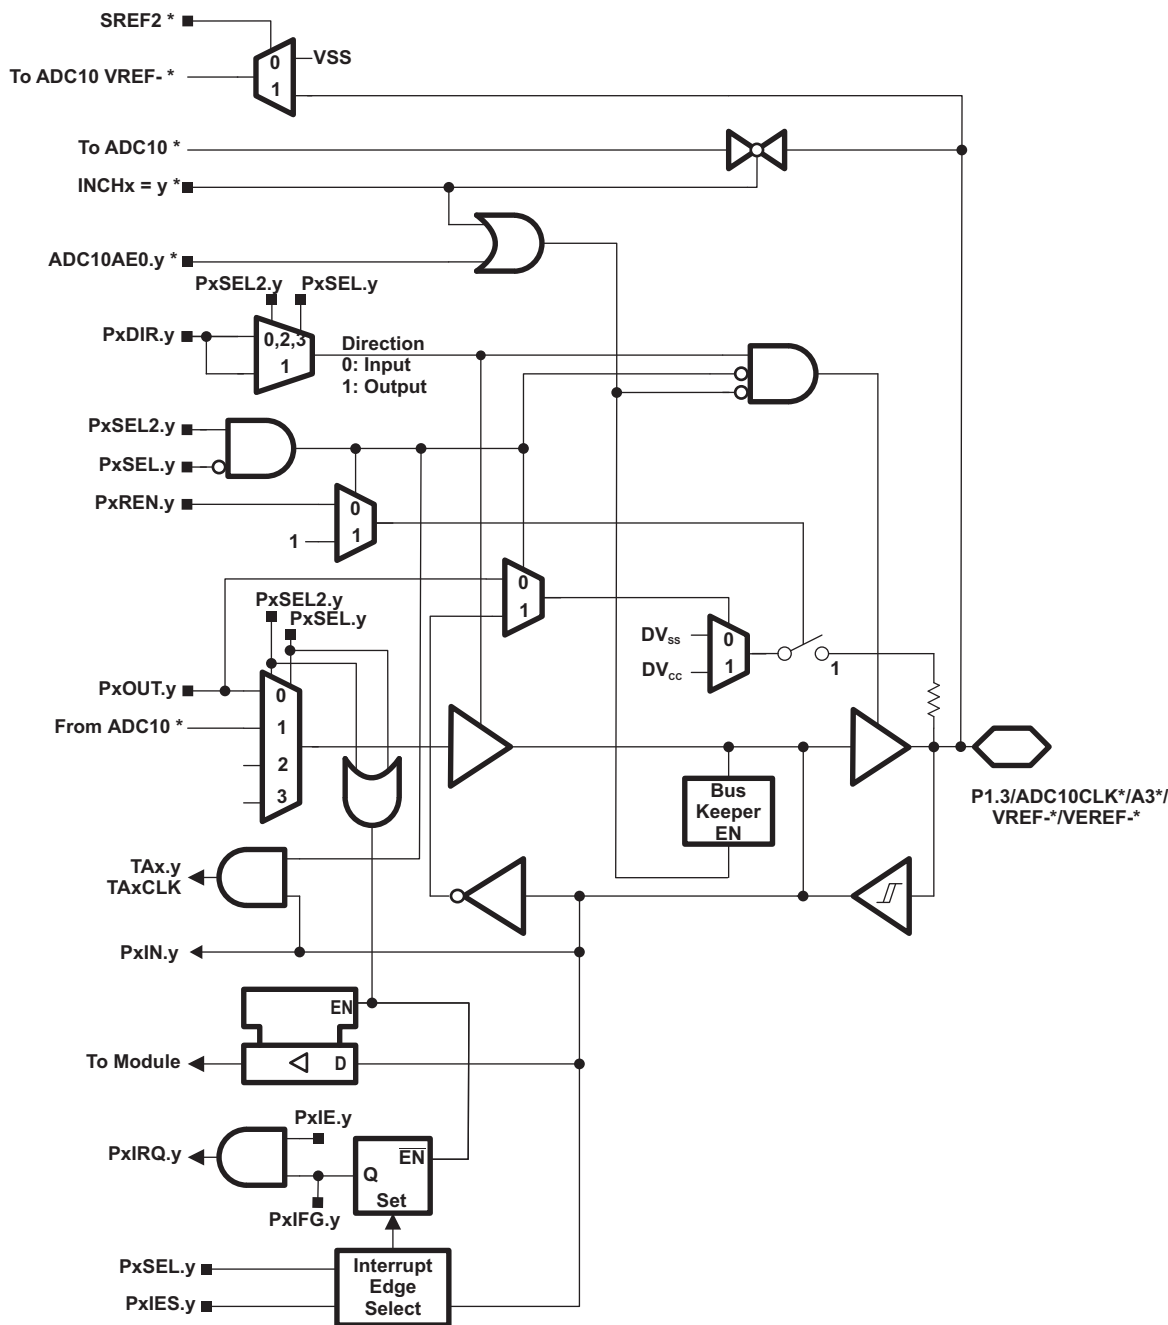 SREF2 *
0
VSS
To ADC10 VREF- *
1
To ADC10 *
INCHx = y *
ADC10AE0.y *
PxSEL2.y
PxSEL.y
PxDIR.y
0,2,3
1
Direction
0: Input
1: Output
PxSEL2.y
PxSEL.y
PxREN.y
0
1
1
0
1
PxSEL2.y
PxSEL.y
DVSS
0
DVCC
1
1
PxOUT.y
0
From ADC10 *
1
2
3
Bus
Keeper
EN
P1.3/ADC10CLK*/A3*/
VREF-*/VEREF-*
TAx.y
TAxCLK
PxIN.y
EN
To Module
D
PxIE.y
PxIRQ.y
EN
Q
Set
PxIFG.y
PxSEL.y
PxIES.y
Interrupt
Edge
Select